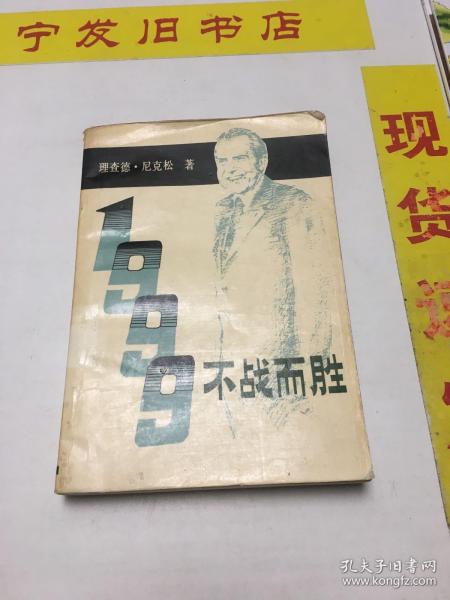 宁发旧书店
现货
理查德·尼克松 著
1999
不战而胜
孔夫子旧书网
www.kongfz.com